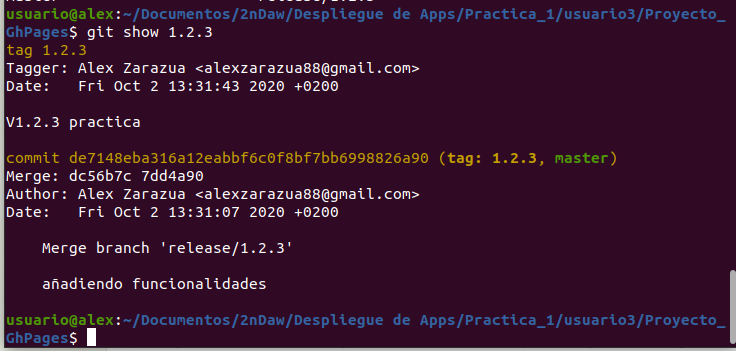 usuario@alex:~/Documentos/2nDaw/Despliegue de Apps/Practica_1/usuario3/Proyecto_
GhPages$ git show 1.2.3
tag 1.2.3
Tagger: Alex Zarazua <alexzarazua88@gmail.com>
Date:   Fri Oct 2 13:31:43 2020 +0200
V1.2.3 practica
commit de7148eba316a12eabbf6c0f8bf7bb6998826a90 (tag: 1.2.3, master)
Merge: dc56b7c 7dd4a90
Author: Alex Zarazua <alexzarazua88@gmail.com>
Date:   Fri Oct 2 13:31:07 2020 +0200
    Merge branch 'release/1.2.3'
    añadiendo funcionalidades
usuario@alex:~/Documentos/2nDaw/Despliegue de Apps/Practica_1/usuario3/Proyecto_
GhPages$